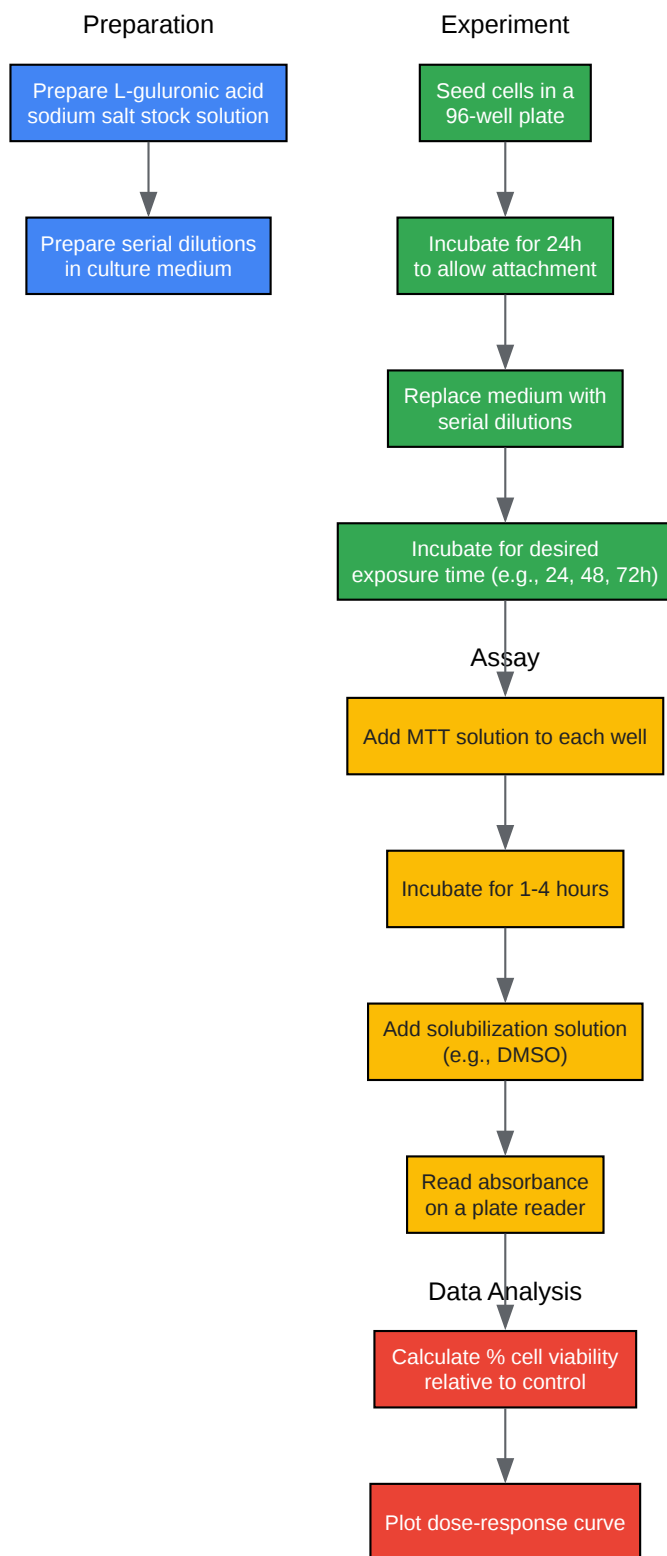 Preparation
Prepare L-guluronic acid
sodium salt stock solution
Prepare serial dilutions
in culture medium
Experiment
Seed cells in a
96-well plate
Incubate for 24h
to allow attachment
Replace medium with
serial dilutions
Incubate for desired
exposure time (e.g., 24, 48, 72h)
Assay
Add MTT solution to each well
Incubate for 1-4 hours
Add solubilization solution
(e.g., DMSO)
Read absorbance
on a plate reader
Data Analysis
Calculate % cell viability
relative to control
Plot dose-response curve